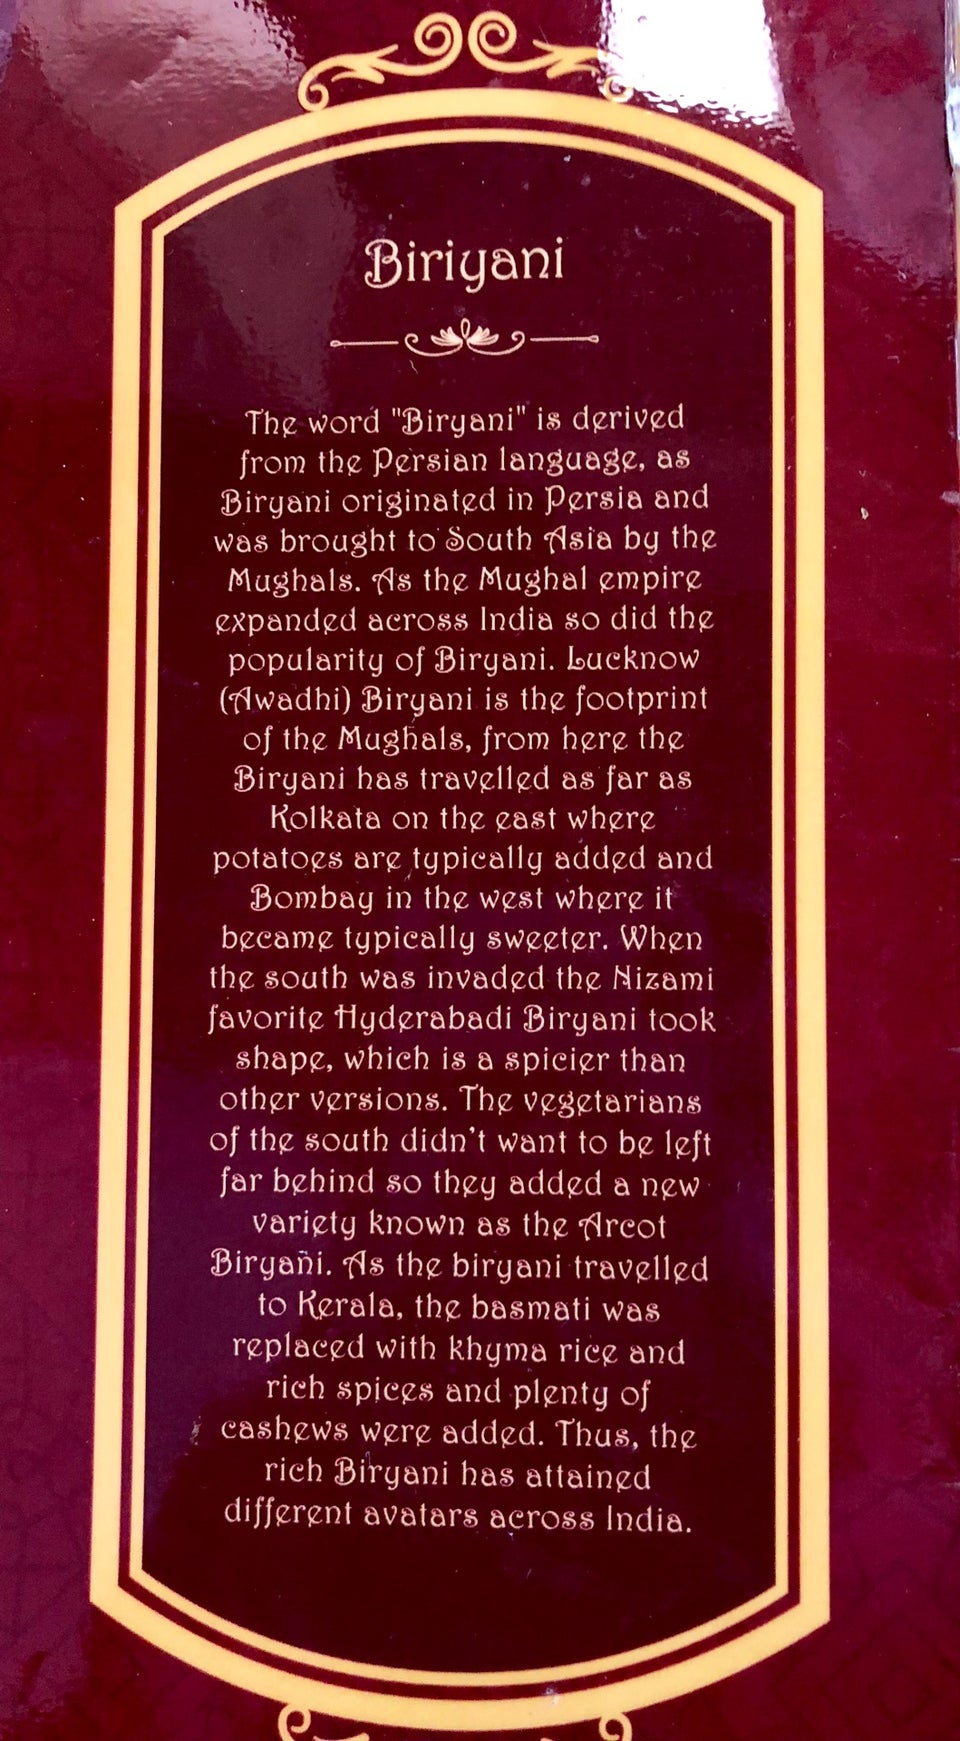 Biriyani
The word "Biryani" is derived
from the Persian language, as
Biryani originated in Persia and
was brought to South Asia by the
Mughals. As the Mughal empire
expanded across India so did the
popularity of Biryani. Lucknow
(Awadhi) Biryani is the footprint
of the Mughals, from here the
Biryani has travelled as far as
Kolkata on the east where
potatoes are typically added and
Bombay in the west where it
became typically sweeter. When
the south was invaded the Nizami
favorite Hyderabadi Biryani took
shape, which is a spicier than
other versions. The vegetarians
of the south didn't want to be left
far behind so they added a new
variety known as the Arcot
Biryani. As the biryani travelled
to Kerala, the basmati was
replaced with khyma rice and
rich spices and plenty of
cashews were added. Thus, the
rich Biryani has attained
different avatars across India.